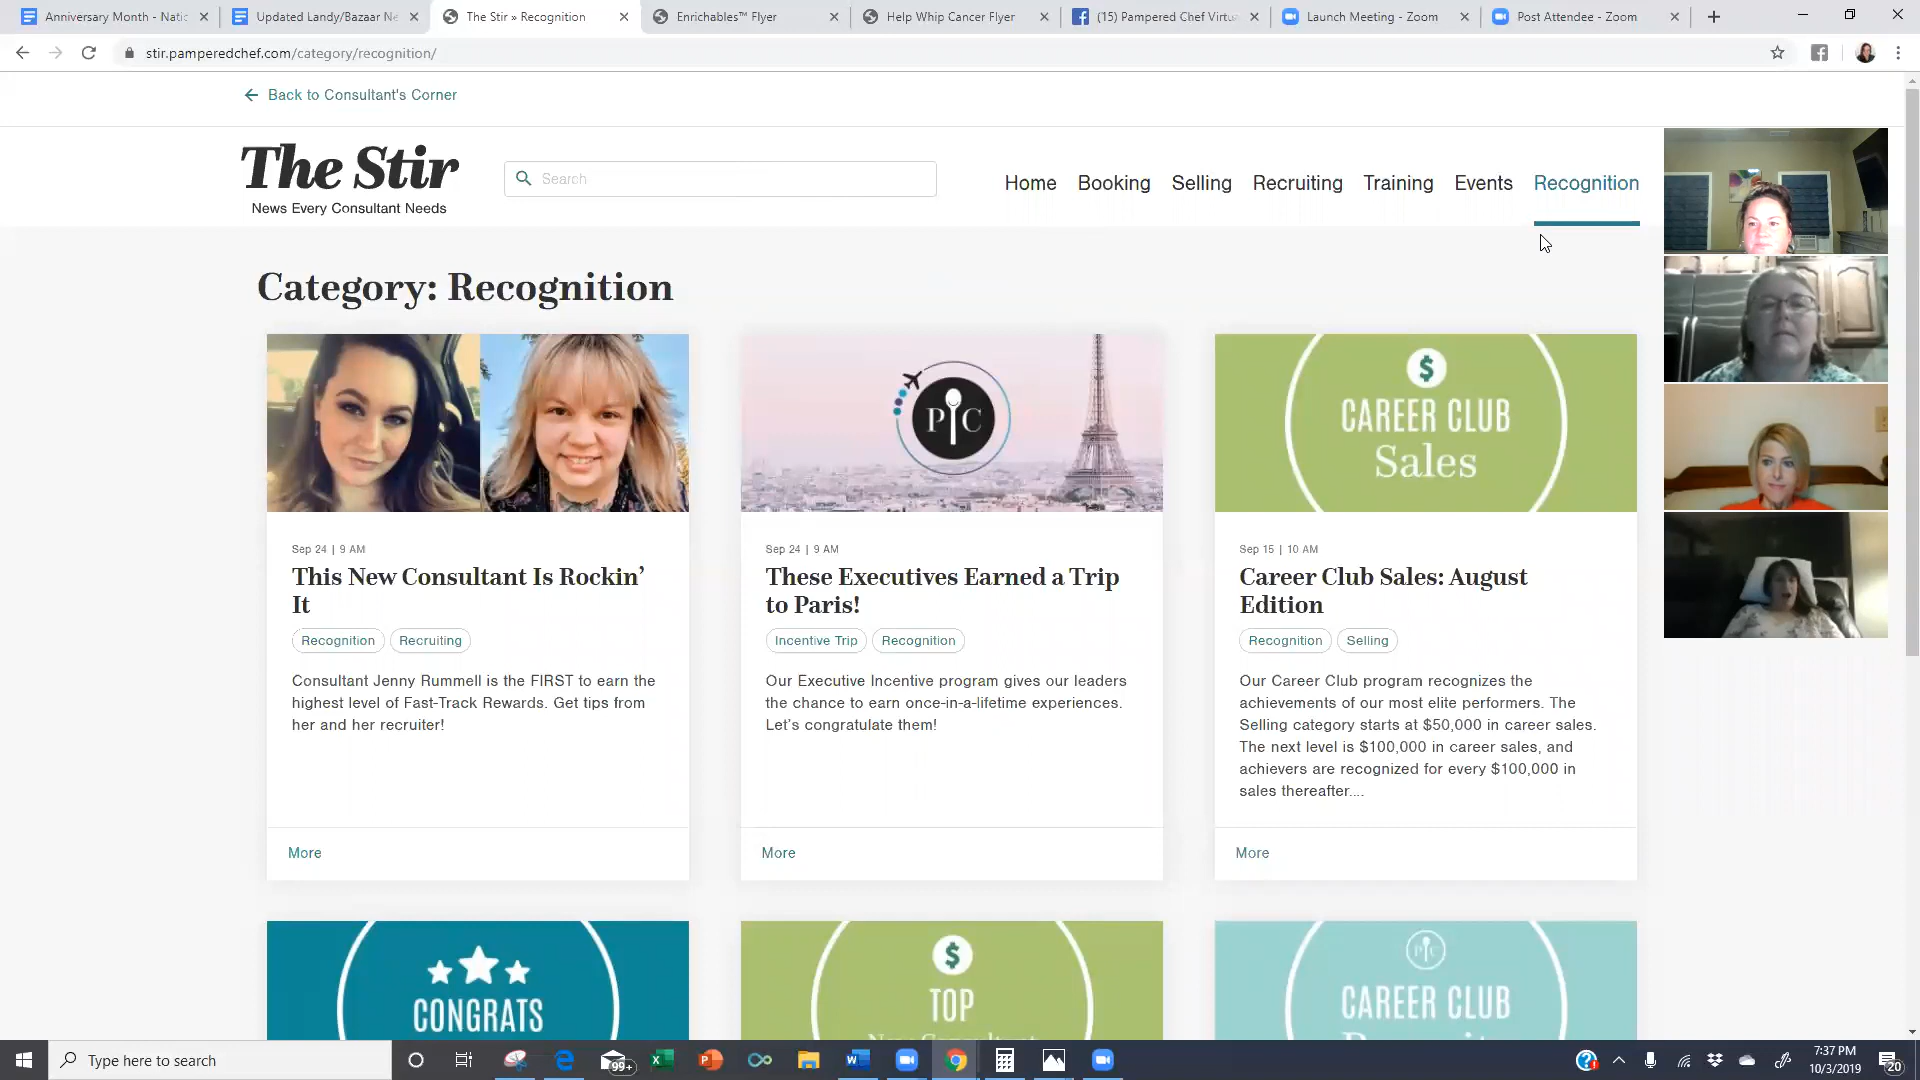 Anniversary Month - Natic
Updated Landy/Bazaar Ne
The Stir » Recognition
Enrichables™ Flyer
Help Whip Cancer Flyer
(15) Pampered Chef Virtua
Launch Meeting - Zoom
Post Attendee - Zoom
stir.pamperedchef.com/category/recognition/
Back to Consultant's Corner
The Stir
News Every Consultant Needs
Search
Home Booking Selling Recruiting Training Events Recognition
Category: Recognition
Sep 24 | 9 AM
This New Consultant Is Rockin’
It
Recognition Recruiting
Consultant Jenny Rummell is the FIRST to earn the
highest level of Fast-Track Rewards. Get tips from
her and her recruiter!
More
PC
Sep 24 | 9 AM
These Executives Earned a Trip
to Paris!
Incentive Trip Recognition
Our Executive Incentive program gives our leaders
the chance to earn once-in-a-lifetime experiences.
Let’s congratulate them!
More
$
CAREER CLUB
Sales
Sep 15 | 10 AM
Career Club Sales: August
Edition
Recognition Selling
Our Career Club program recognizes the
achievements of our most elite performers. The
Selling category starts at $50,000 in career sales.
The next level is $100,000 in career sales, and
achievers are recognized for every $100,000 in
sales thereafter....
More
CONGRATS
$
TOP
New Consultant
PC
CAREER CLUB
Type here to search
99+
7:37 PM
10/3/2019
20